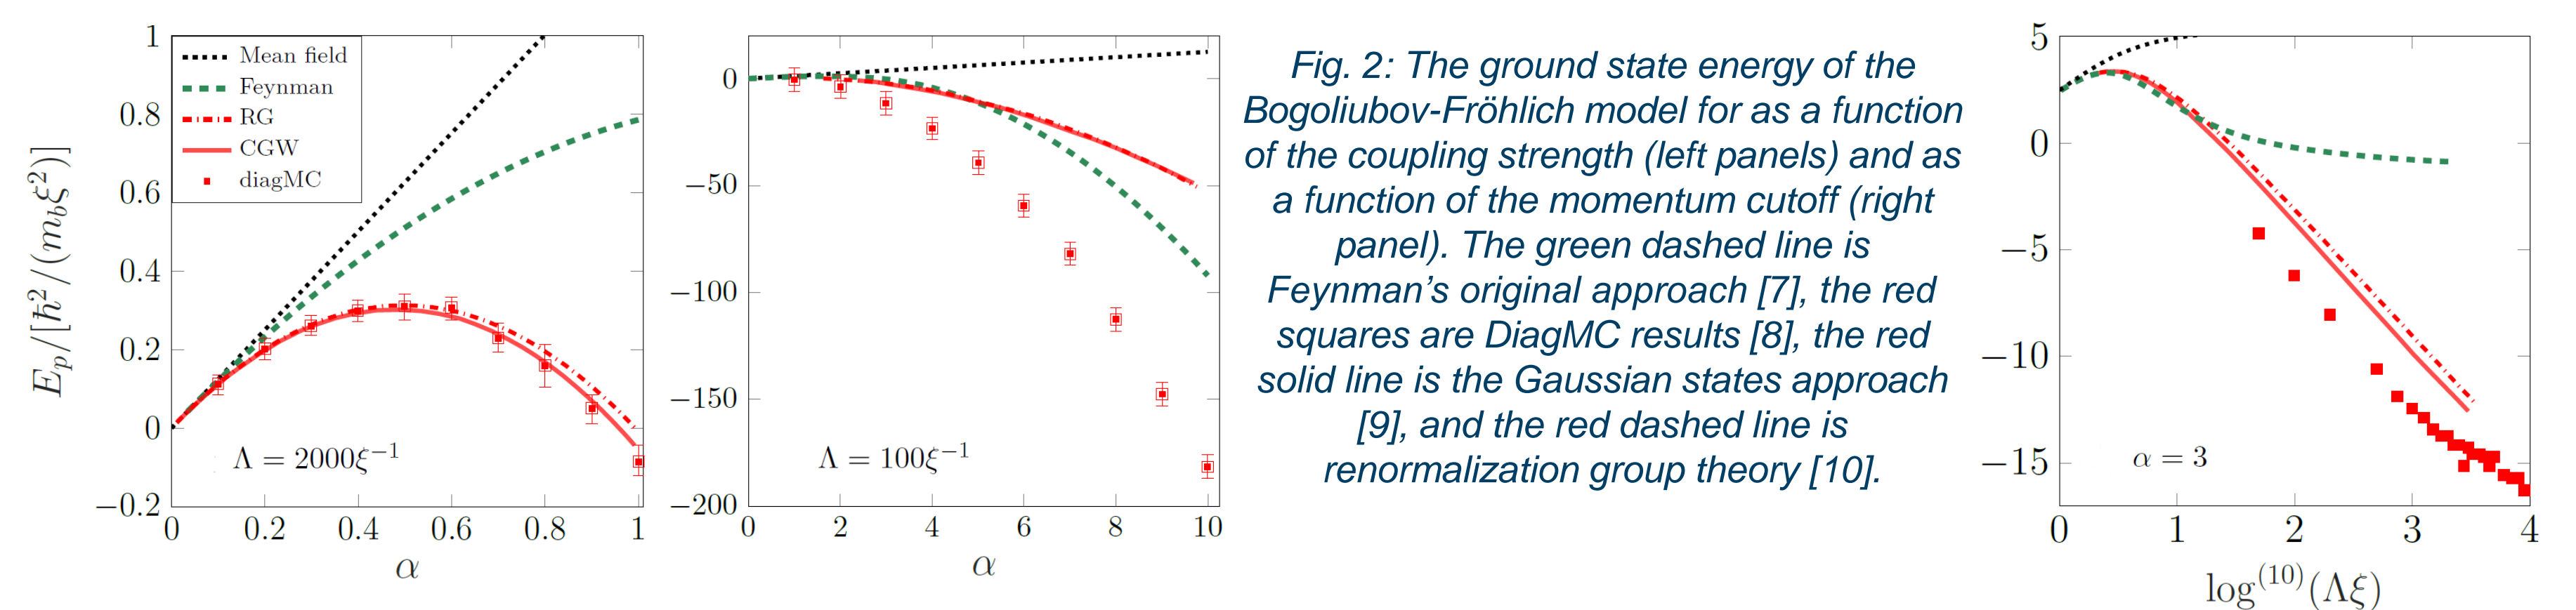 E_p/[ℏ²/(m_bξ²)]
1
0.8
0.6
0.4
0.2
0
−0.2
Mean field
Feynman
RG
CGW
diagMC
Λ = 2000ξ⁻¹
0 0.2 0.4 0.6 0.8 1
α
0
−50
−100
−150
−200
Λ = 100ξ⁻¹
0 2 4 6 8 10
α
Fig. 2: The ground state energy of the
Bogoliubov-Fröhlich model for as a function
of the coupling strength (left panels) and as
a function of the momentum cutoff (right
panel). The green dashed line is
Feynman's original approach [7], the red
squares are DiagMC results [8], the red
solid line is the Gaussian states approach
[9], and the red dashed line is
renormalization group theory [10].
5
0
−5
−10
−15
α = 3
0 1 2 3 4
log⁽¹⁰⁾(Λξ)